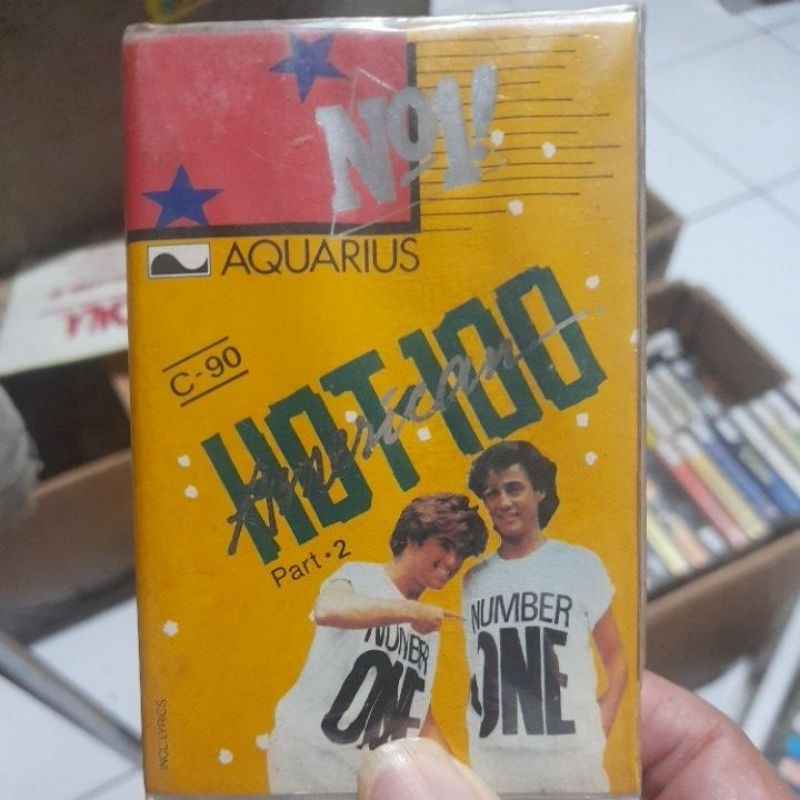 No1!
AQUARIUS
C-90
HOT 100
American
Part • 2
NUMBER
ONE
NUMBER
ONE
INCL LYRICS